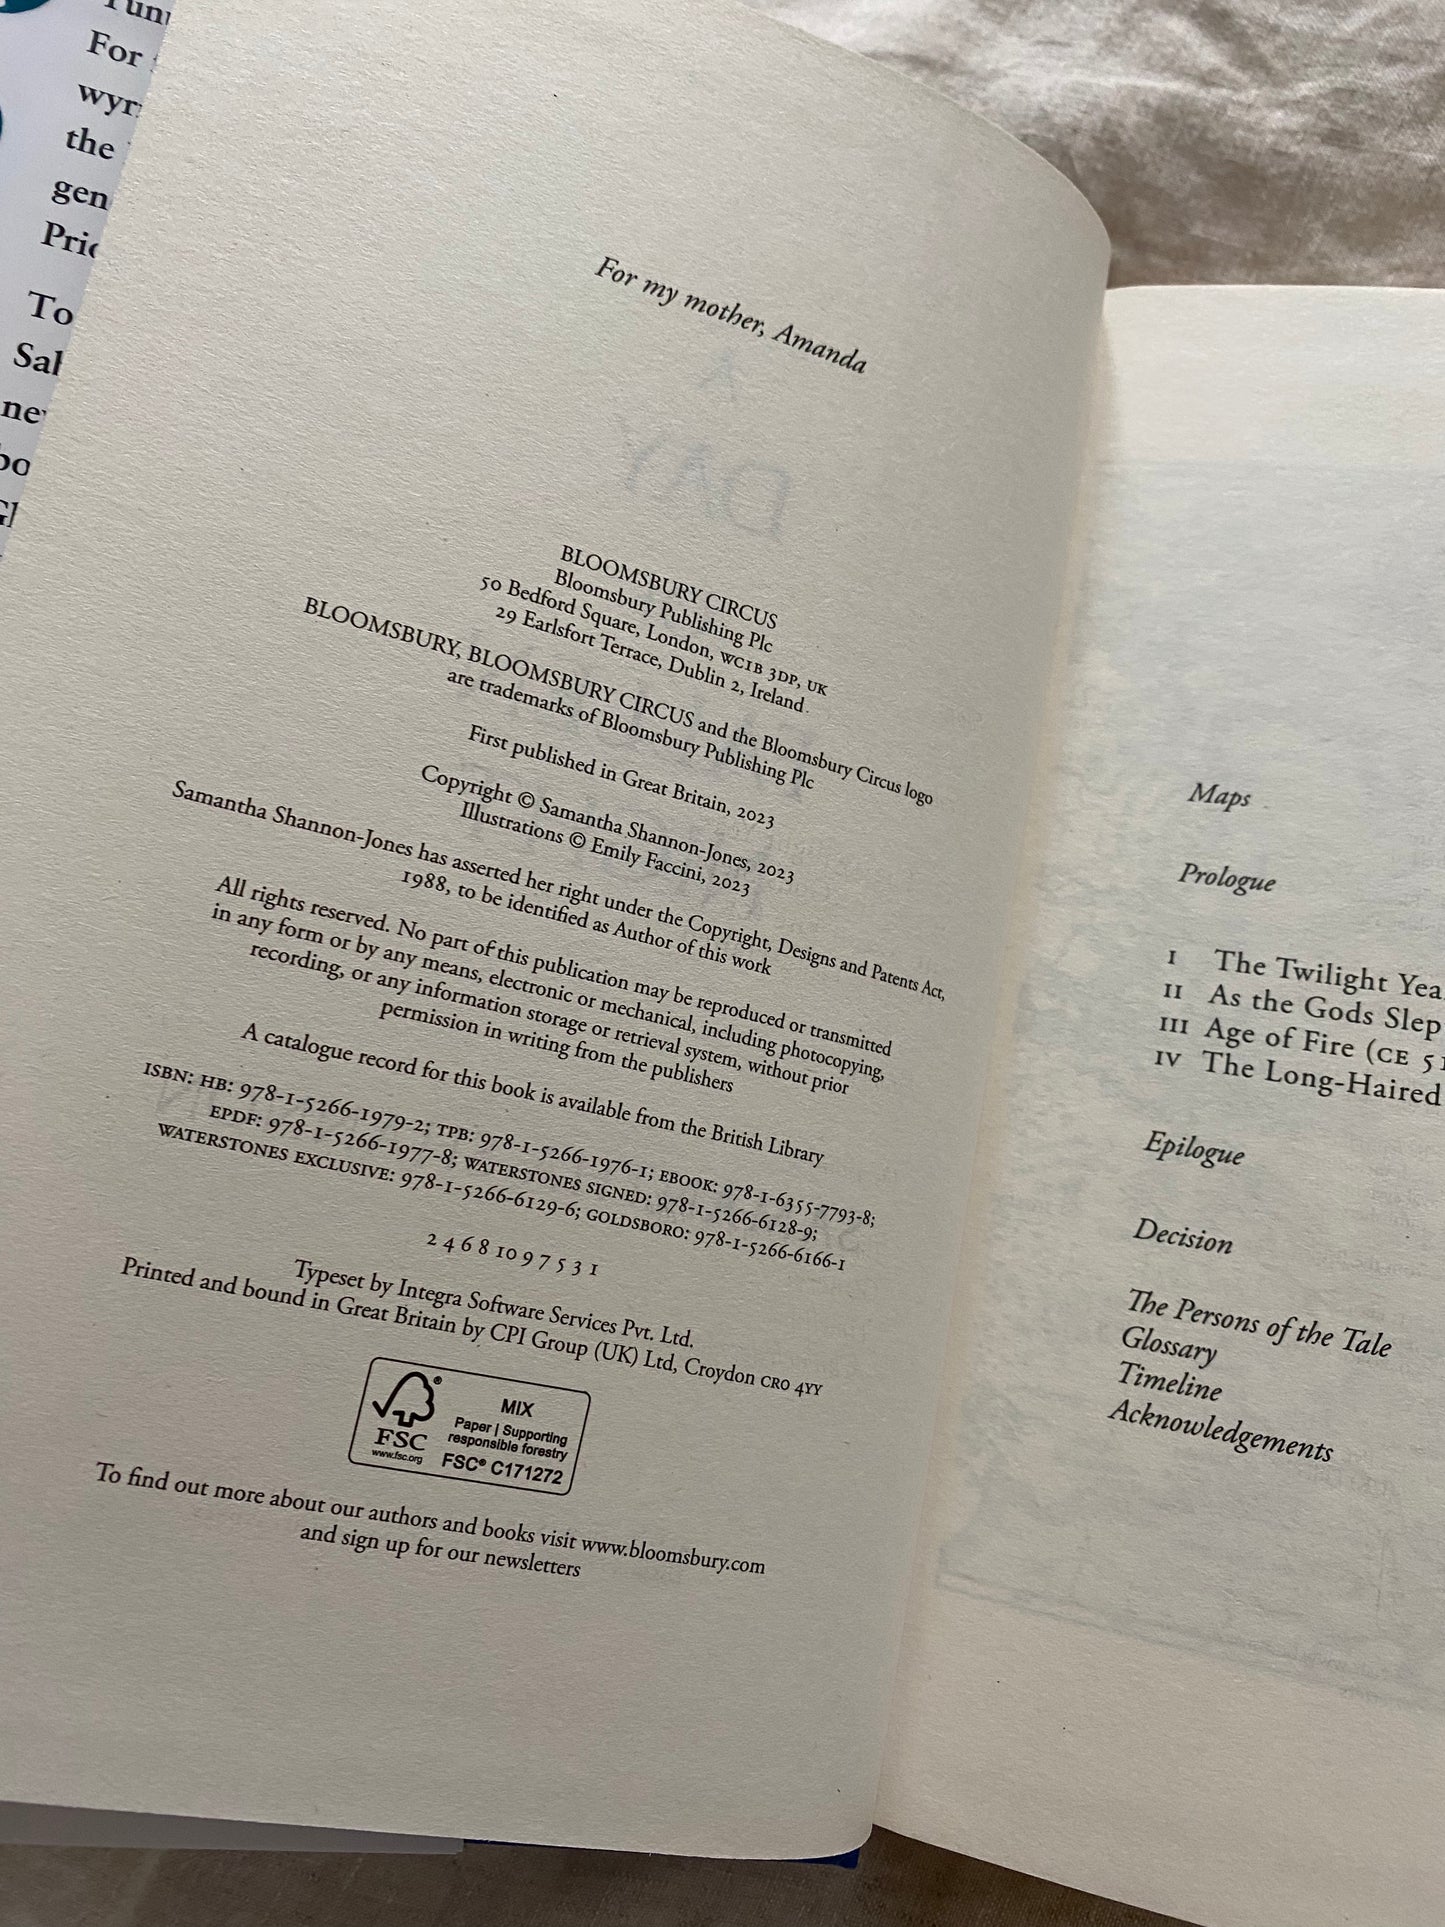 For
the
gen
To
For my mother, Amanda
BLOOMSBURY CIRCUS
Bloomsbury Publishing Plc
50 Bedford Square, London, WC1B 3DP, UK
29 Earlsfort Terrace, Dublin 2, Ireland
BLOOMSBURY, BLOOMSBURY CIRCUS and the Bloomsbury Circus logo
are trademarks of Bloomsbury Publishing Plc
First published in Great Britain, 2023
Copyright © Samantha Shannon-Jones, 2023
Illustrations © Emily Faccini, 2023
Samantha Shannon-Jones has asserted her right under the Copyright, Designs and Patents Act,
1988, to be identified as Author of this work
All rights reserved. No part of this publication may be reproduced or transmitted
in any form or by any means, electronic or mechanical, including photocopying,
recording, or any information storage or retrieval system, without prior
permission in writing from the publishers
A catalogue record for this book is available from the British Library
ISBN: HB: 978-1-5266-1979-2; TPB: 978-1-5266-1976-1; EBOOK: 978-1-6355-7793-8;
EPDF: 978-1-5266-1977-8; WATERSTONES SIGNED: 978-1-5266-6128-9;
WATERSTONES EXCLUSIVE: 978-1-5266-6129-6; GOLDSBORO: 978-1-5266-6166-1
2 4 6 8 10 9 7 5 3 1
Typeset by Integra Software Services Pvt. Ltd.
Printed and bound in Great Britain by CPI Group (UK) Ltd, Croydon CR0 4YY
FSC
www.fsc.org
MIX
Paper | Supporting
responsible forestry
FSC® C171272
To find out more about our authors and books visit www.bloomsbury.com
and sign up for our newsletters
Maps
Prologue
I The Twilight Yea
II As the Gods Slep
III Age of Fire (CE 51
IV The Long-Haired
Epilogue
Decision
The Persons of the Tale
Glossary
Timeline
Acknowledgements